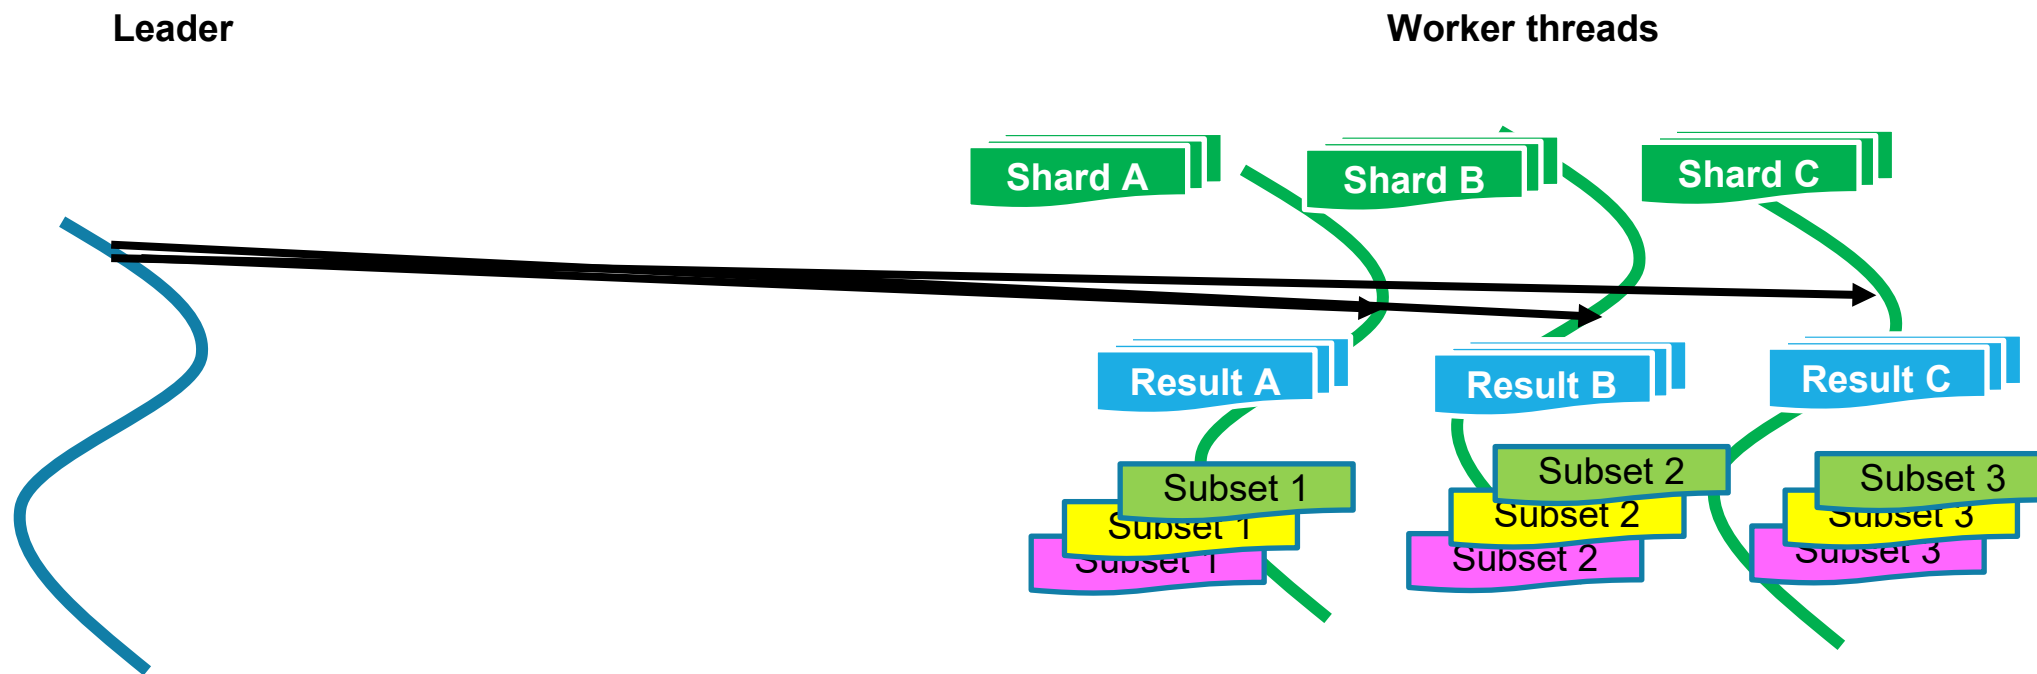 Leader
Worker threads
Shard A
Shard B
Shard C
Result A
Result B
Result C
Subset 1
Subset 1
Subset 1
Subset 2
Subset 2
Subset 2
Subset 3
Subset 3
Subset 3